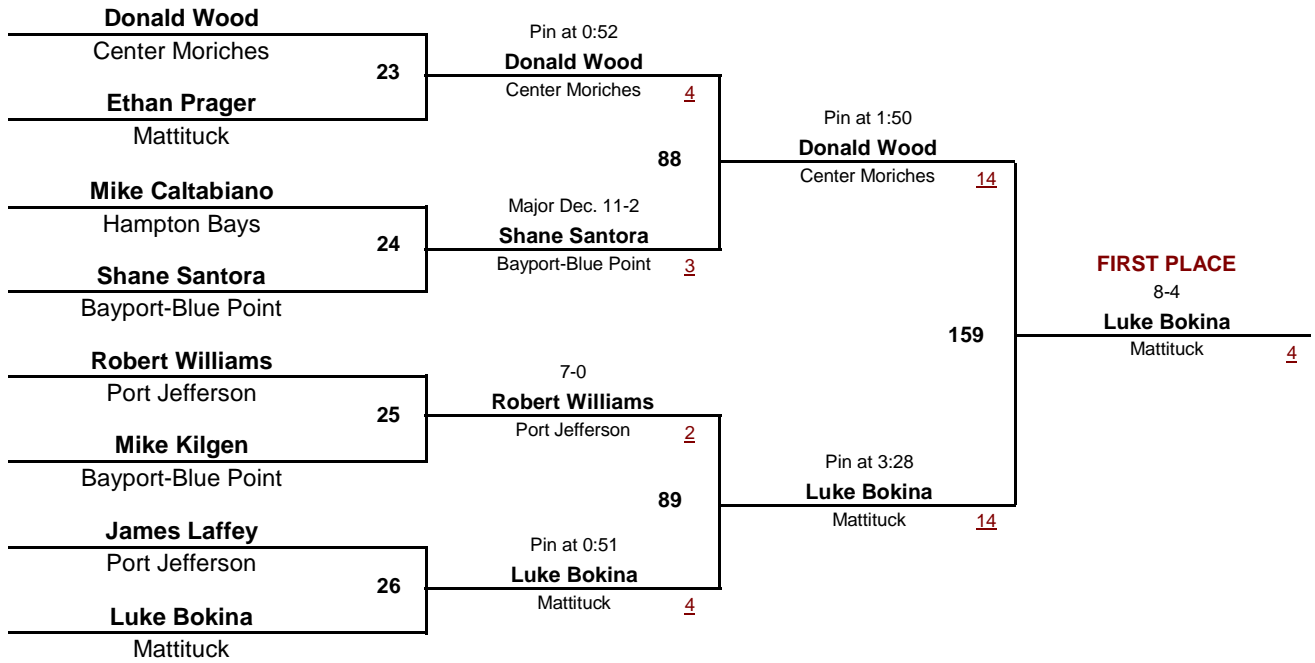 Donald Wood
Center Moriches
23
Ethan Prager
Mattituck
Mike Caltabiano
Hampton Bays
24
Shane Santora
Bayport-Blue Point
Robert Williams
Port Jefferson
25
Mike Kilgen
Bayport-Blue Point
James Laffey
Port Jefferson
26
Luke Bokina
Mattituck
Pin at 0:52
Donald Wood
Center Moriches 4
88
Major Dec. 11-2
Shane Santora
Bayport-Blue Point 3
7-0
Robert Williams
Port Jefferson 2
89
Pin at 0:51
Luke Bokina
Mattituck 4
Pin at 1:50
Donald Wood
Center Moriches 14
159
Pin at 3:28
Luke Bokina
Mattituck 14
FIRST PLACE
8-4
Luke Bokina
Mattituck 4